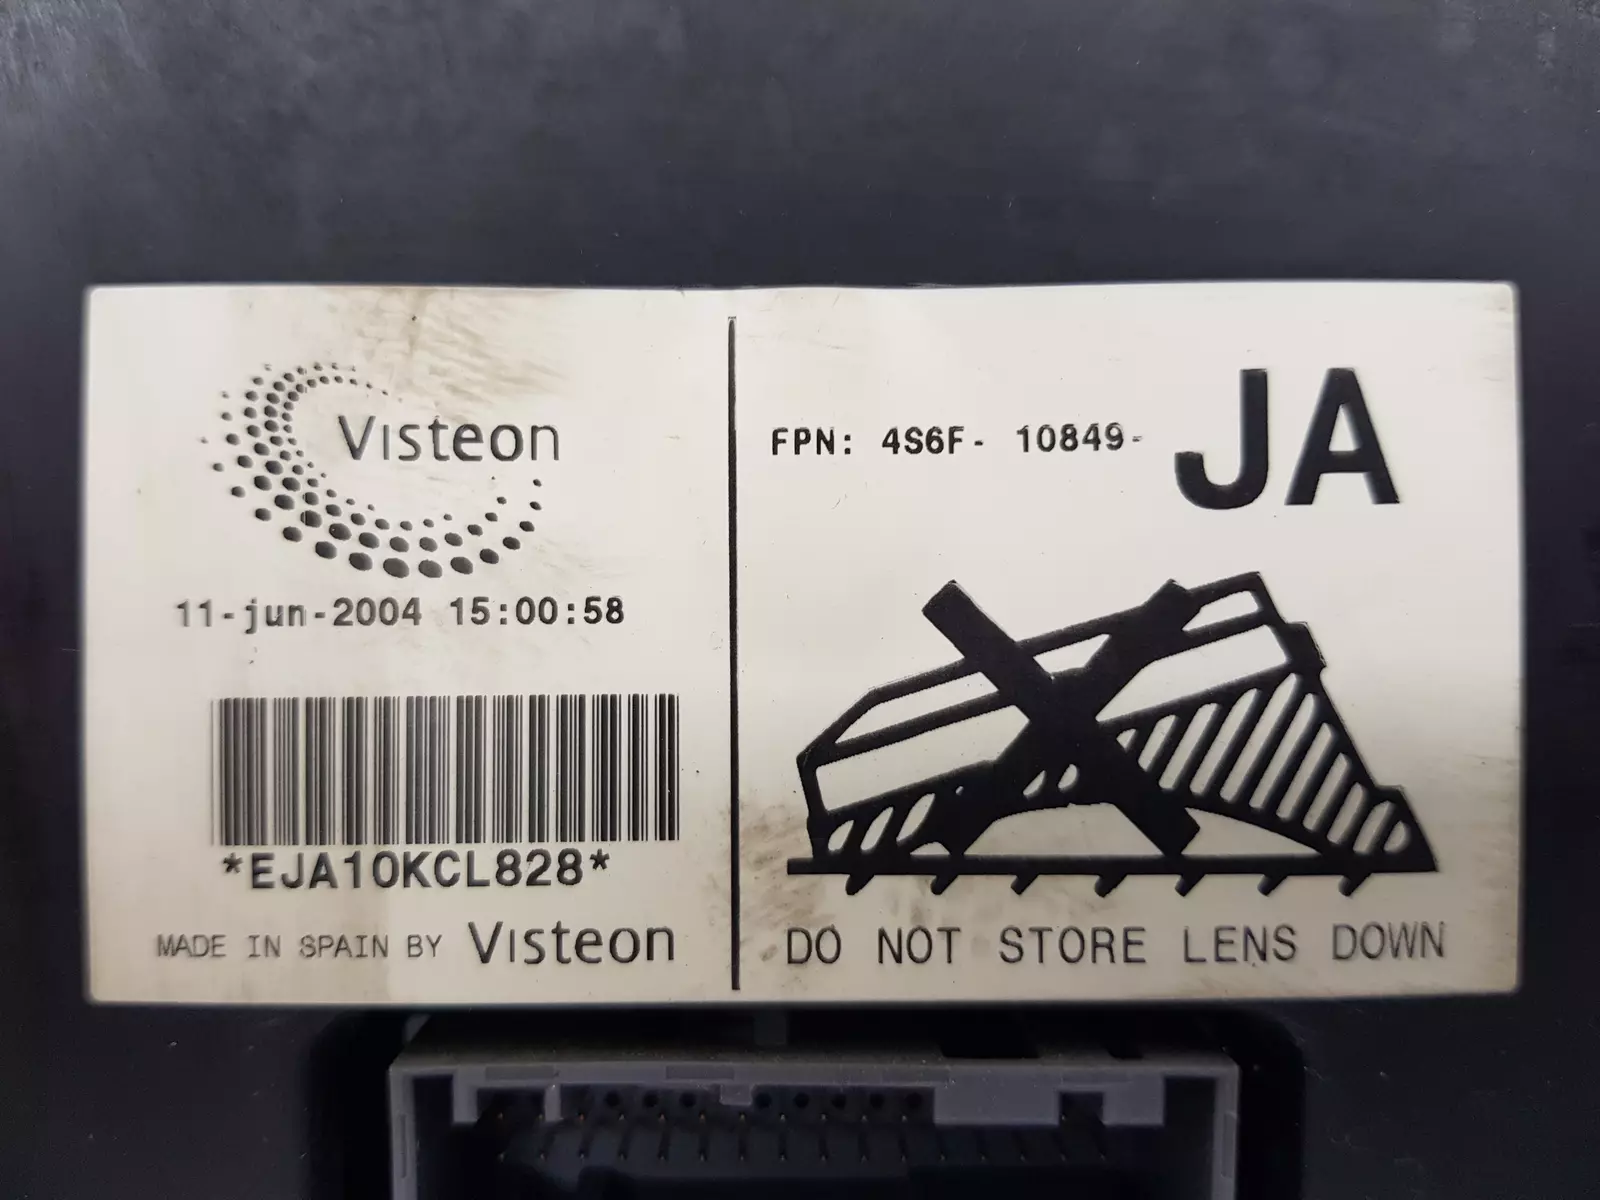 Visteon
11-jun-2004 15:00:58
*EJA10KCL828*
MADE IN SPAIN BY Visteon
FPN: 4S6F- 10849- JA
DO NOT STORE LENS DOWN